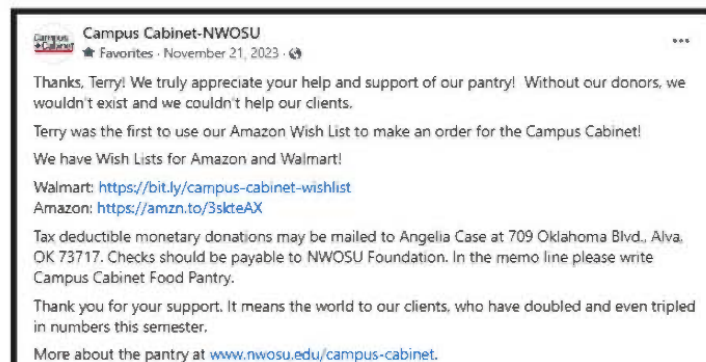 Campus
+Cabinet
Campus Cabinet-NWOSU
Favorites · November 21, 2023 ·
Thanks, Terry! We truly appreciate your help and support of our pantry! Without our donors, we
wouldn't exist and we couldn't help our clients.
Terry was the first to use our Amazon Wish List to make an order for the Campus Cabinet!
We have Wish Lists for Amazon and Walmart!
Walmart: https://bit.ly/campus-cabinet-wishlist
Amazon: https://amzn.to/3skteAX
Tax deductible monetary donations may be mailed to Angelia Case at 709 Oklahoma Blvd., Alva,
OK 73717. Checks should be payable to NWOSU Foundation. In the memo line please write
Campus Cabinet Food Pantry.
Thank you for your support. It means the world to our clients, who have doubled and even tripled
in numbers this semester.
More about the pantry at www.nwosu.edu/campus-cabinet.